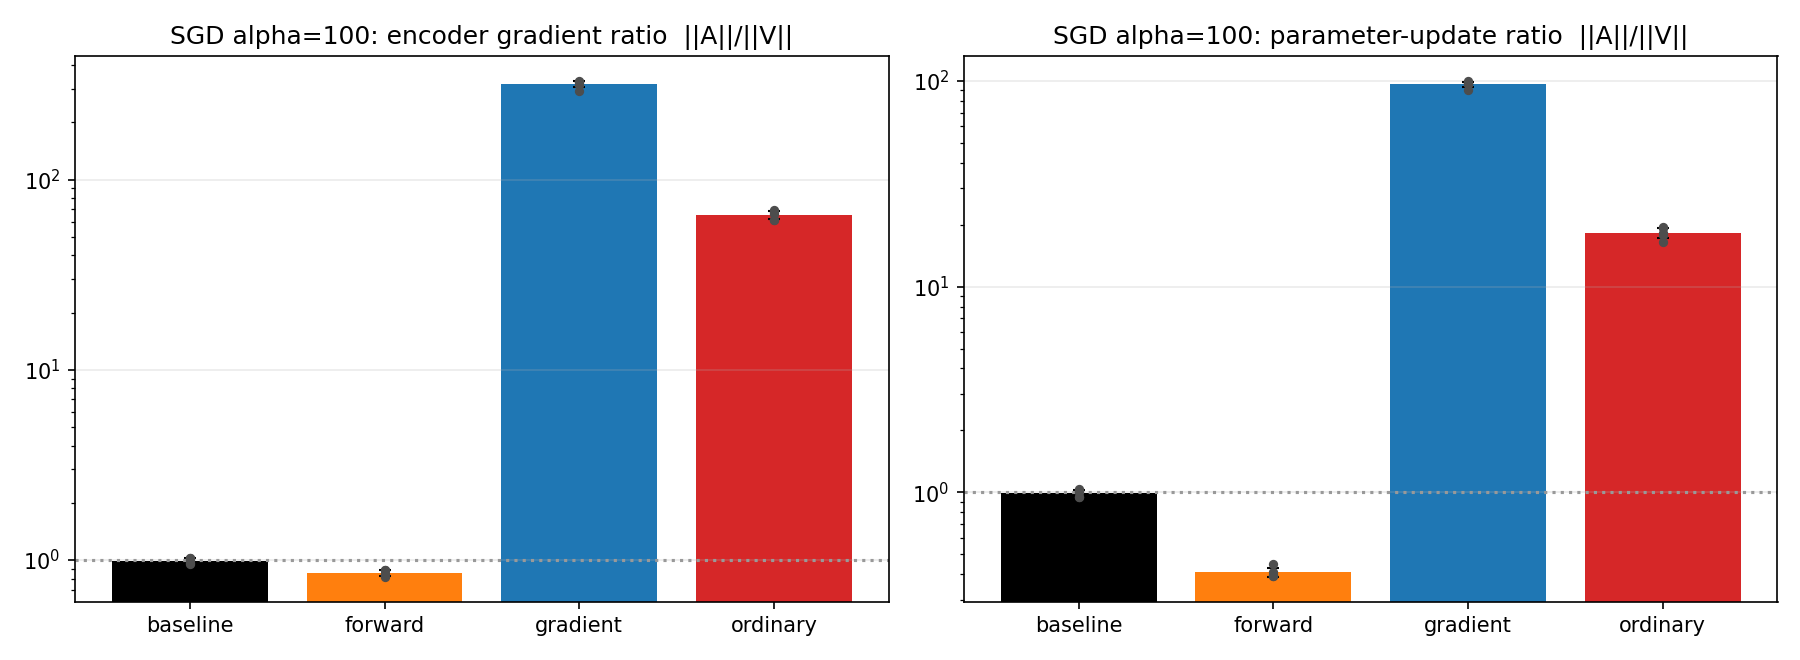 SGD alpha=100: encoder gradient ratio  ||A||/||V||
10²
10¹
10⁰
baseline
forward
gradient
ordinary
SGD alpha=100: parameter-update ratio  ||A||/||V||
10²
10¹
10⁰
baseline
forward
gradient
ordinary